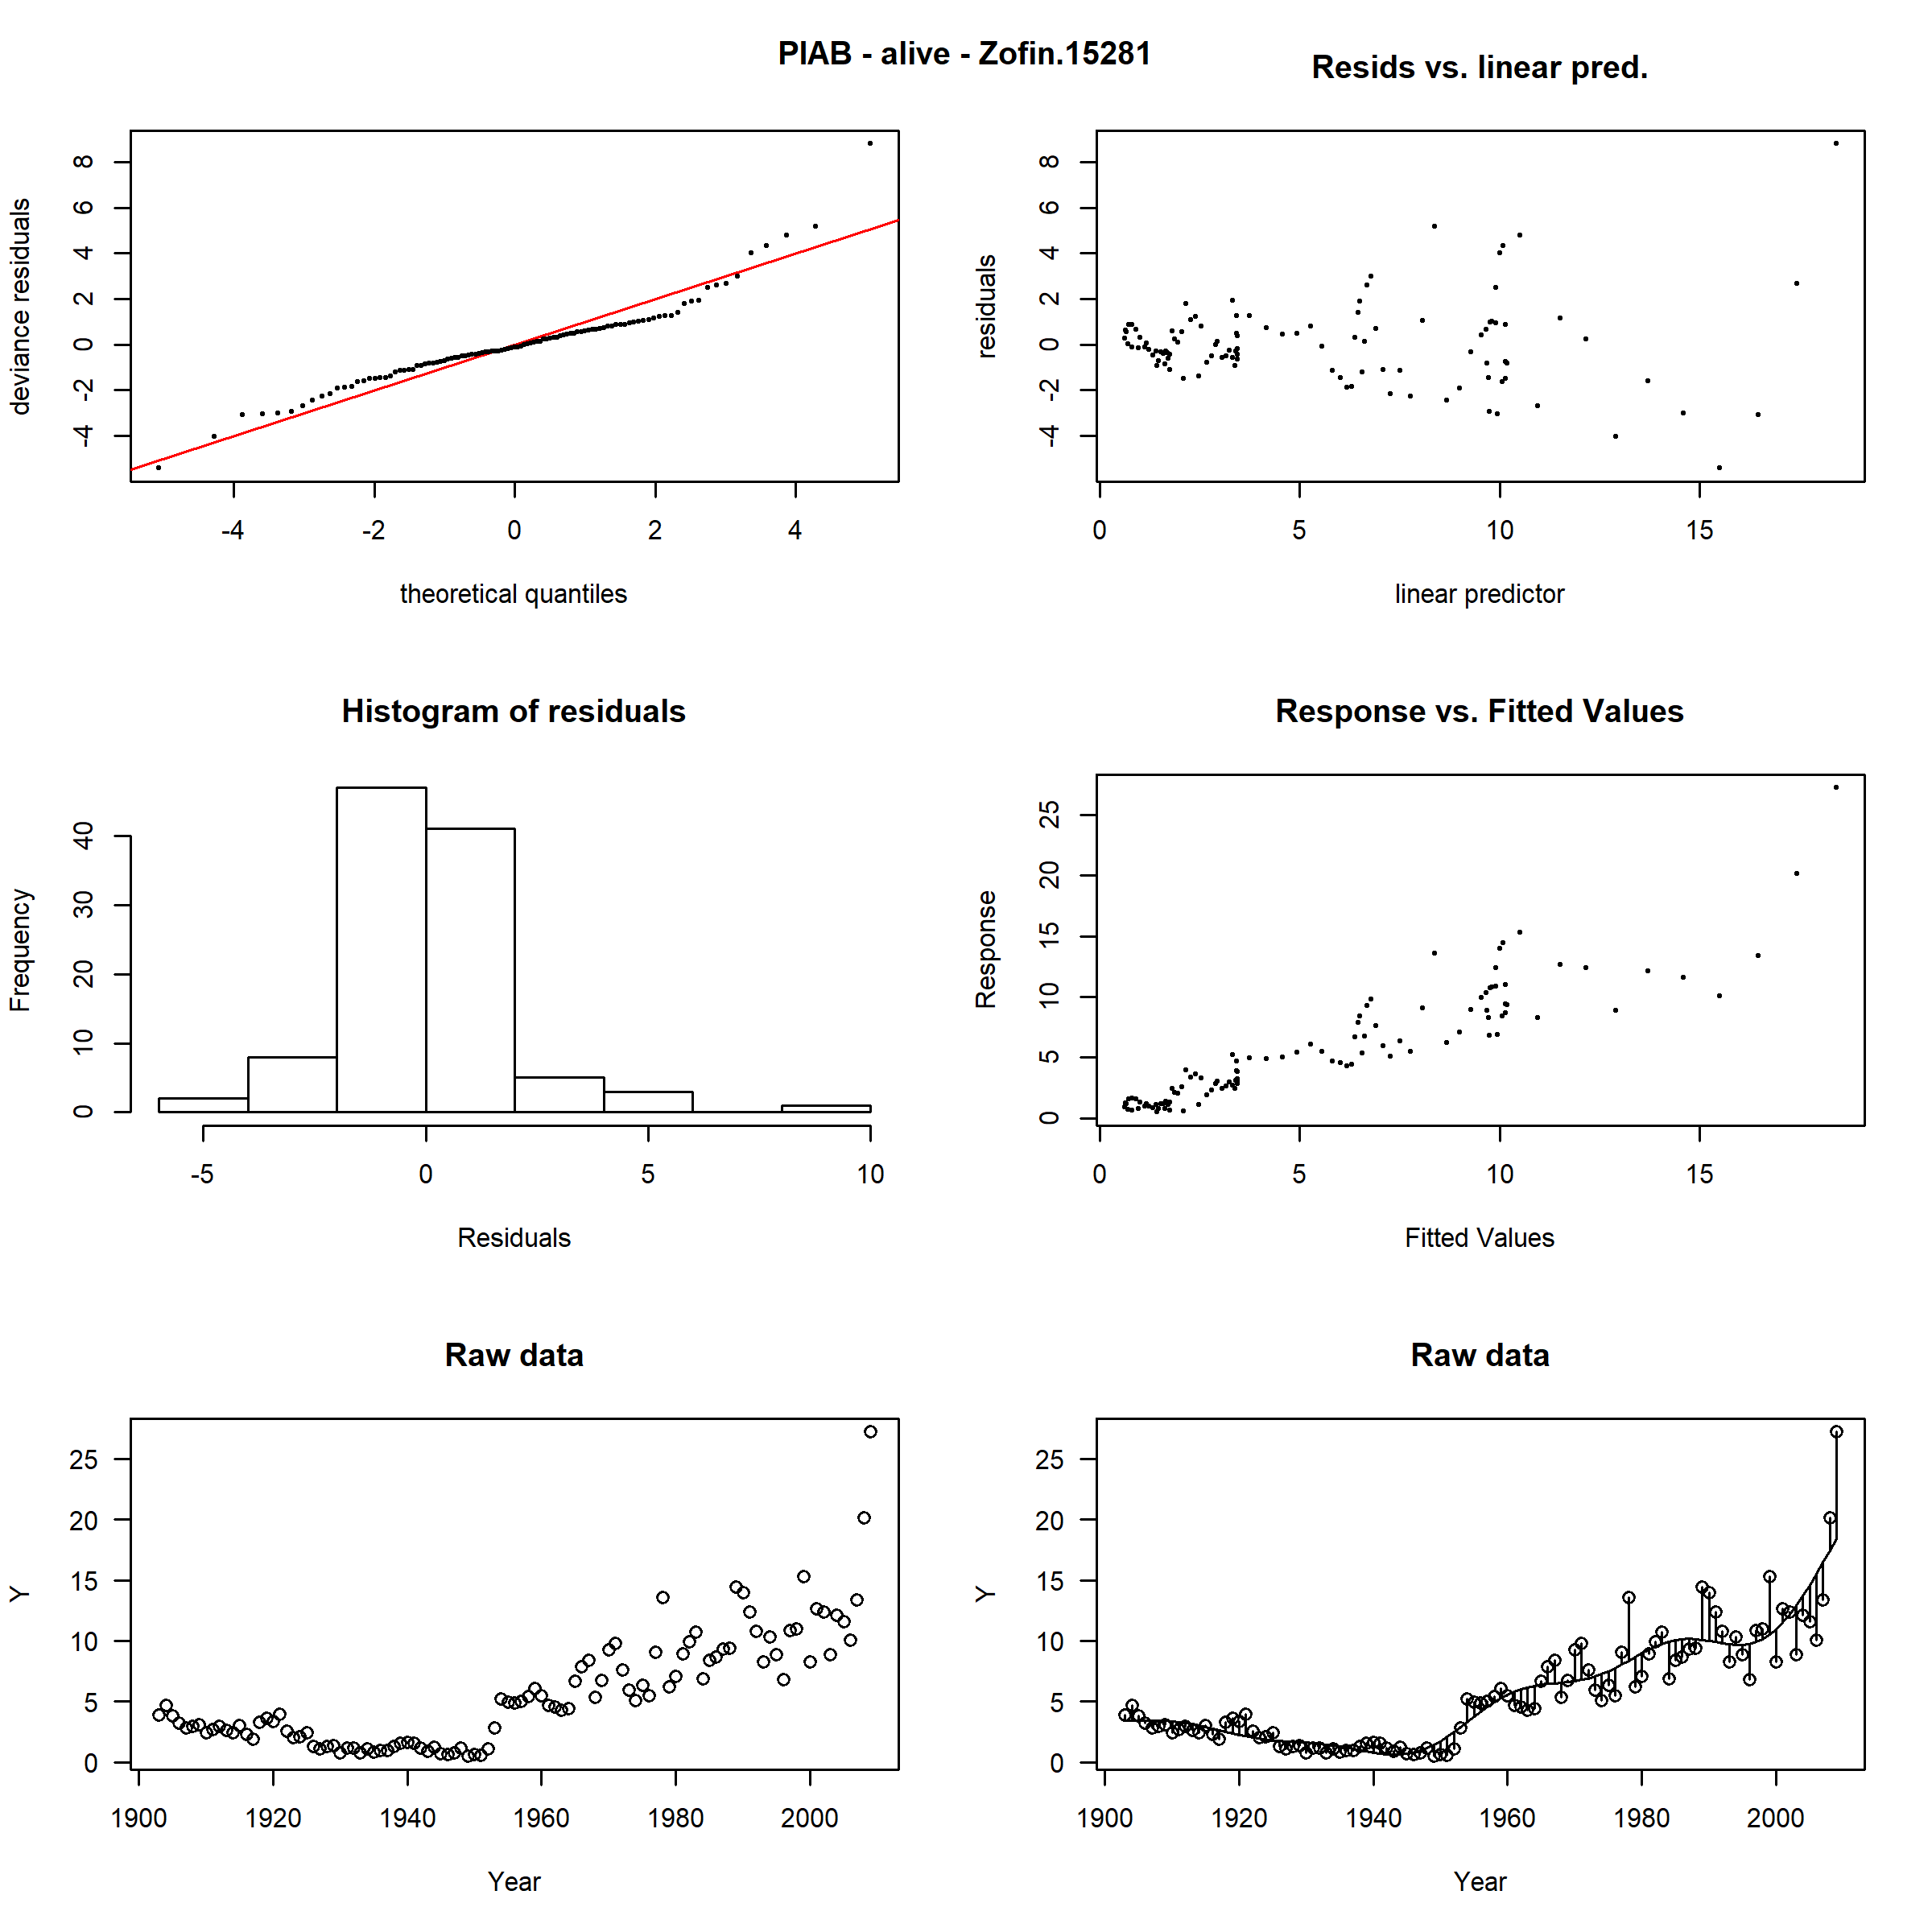 PIAB - alive - Zofin.15281
Resids vs. linear pred.
deviance residuals
8
6
4
2
0
-2
-4
-4 -2 0 2 4
theoretical quantiles
residuals
8
6
4
2
0
-2
-4
0 5 10 15
linear predictor
Histogram of residuals
Frequency
40
30
20
10
0
-5 0 5 10
Residuals
Response vs. Fitted Values
Response
25
20
15
10
5
0
0 5 10 15
Fitted Values
Raw data
Y
25
20
15
10
5
0
1900 1920 1940 1960 1980 2000
Year
Raw data
Y
25
20
15
10
5
0
1900 1920 1940 1960 1980 2000
Year